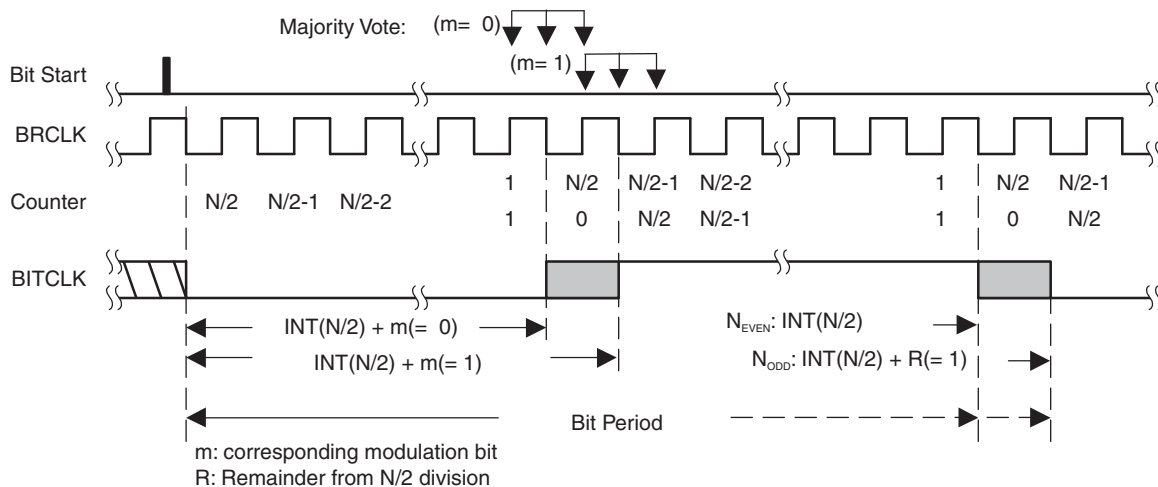 Majority Vote: (m= 0)
(m= 1)
Bit Start
BRCLK
Counter
N/2 N/2-1 N/2-2 1 N/2 N/2-1 N/2-2 1 N/2 N/2-1
1 0 N/2 N/2-1 1 0 N/2
BITCLK
INT(N/2) + m(= 0)
NEVEN: INT(N/2)
INT(N/2) + m(= 1)
NODD: INT(N/2) + R(= 1)
Bit Period
m: corresponding modulation bit
R: Remainder from N/2 division